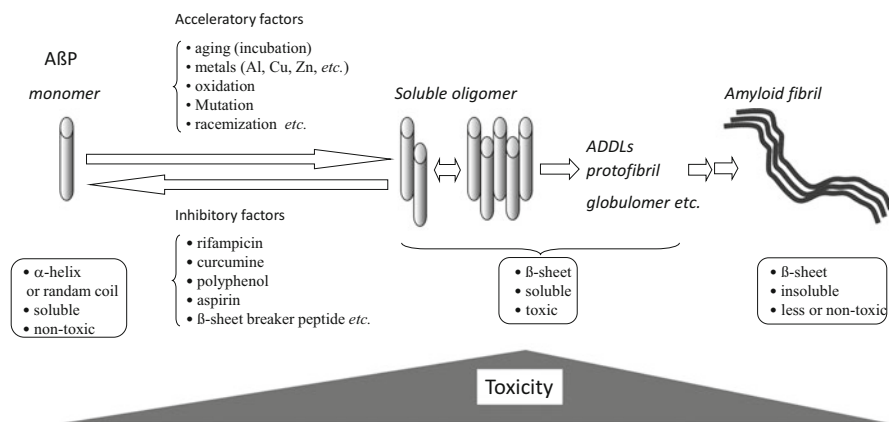 Acceleratory factors
• aging (incubation)
• metals (Al, Cu, Zn, etc.)
• oxidation
• Mutation
• racemization etc.
AßP
monomer
Soluble oligomer
ADDLs
protofibril
globulomer etc.
Amyloid fibril
Inhibitory factors
• rifampicin
• curcumine
• polyphenol
• aspirin
• ß-sheet breaker peptide etc.
• α-helix
or randam coil
• soluble
• non-toxic
• ß-sheet
• soluble
• toxic
• ß-sheet
• insoluble
• less or non-toxic
Toxicity